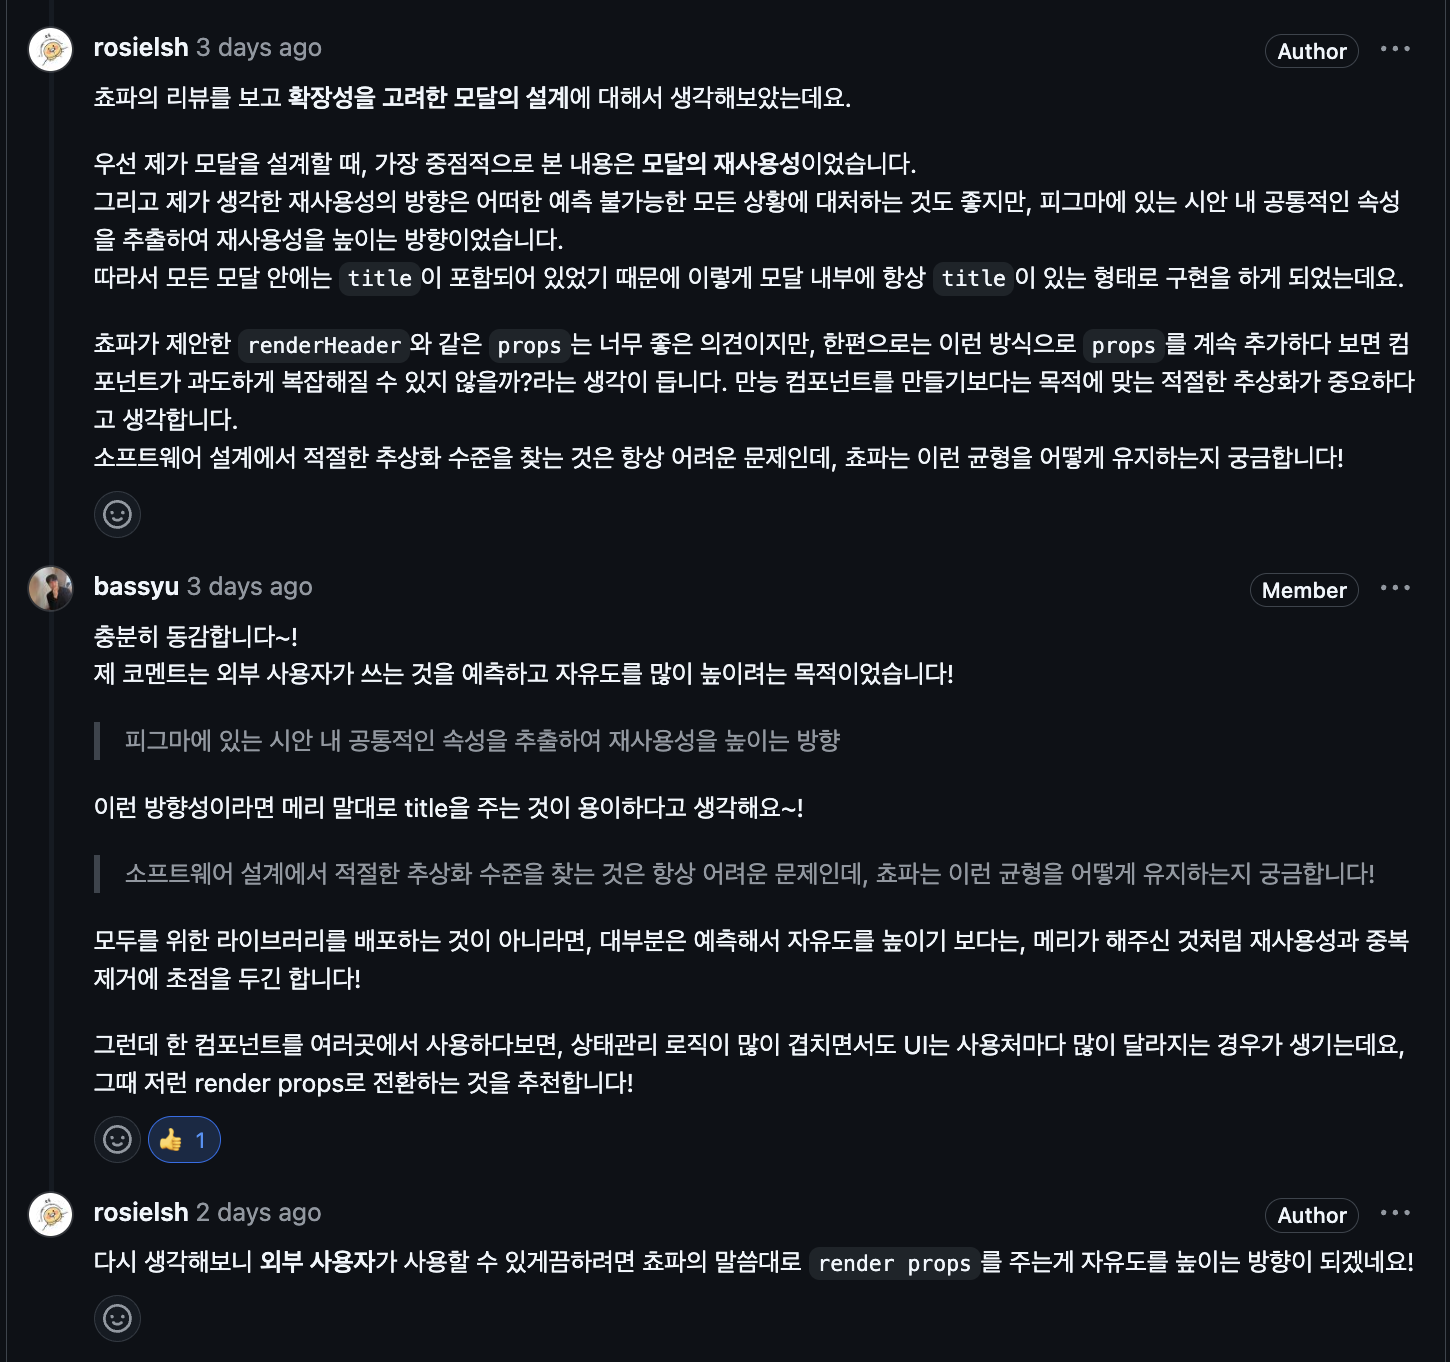 rosielsh 3 days ago
Author
쵸파의 리뷰를 보고 확장성을 고려한 모달의 설계에 대해서 생각해보았는데요.
우선 제가 모달을 설계할 때, 가장 중점적으로 본 내용은 모달의 재사용성이었습니다.
그리고 제가 생각한 재사용성의 방향은 어떠한 예측 불가능한 모든 상황에 대처하는 것도 좋지만, 피그마에 있는 시안 내 공통적인 속성
을 추출하여 재사용성을 높이는 방향이었습니다.
따라서 모든 모달 안에는 title이 포함되어 있었기 때문에 이렇게 모달 내부에 항상 title이 있는 형태로 구현을 하게 되었는데요.
쵸파가 제안한 renderHeader와 같은 props는 너무 좋은 의견이지만, 한편으로는 이런 방식으로 props를 계속 추가하다 보면 컴
포넌트가 과도하게 복잡해질 수 있지 않을까?라는 생각이 듭니다. 만능 컴포넌트를 만들기보다는 목적에 맞는 적절한 추상화가 중요하다
고 생각합니다.
소프트웨어 설계에서 적절한 추상화 수준을 찾는 것은 항상 어려운 문제인데, 쵸파는 이런 균형을 어떻게 유지하는지 궁금합니다!
bassyu 3 days ago
Member
충분히 동감합니다~!
제 코멘트는 외부 사용자가 쓰는 것을 예측하고 자유도를 많이 높이려는 목적이었습니다!
피그마에 있는 시안 내 공통적인 속성을 추출하여 재사용성을 높이는 방향
이런 방향성이라면 메리 말대로 title을 주는 것이 용이하다고 생각해요~!
소프트웨어 설계에서 적절한 추상화 수준을 찾는 것은 항상 어려운 문제인데, 쵸파는 이런 균형을 어떻게 유지하는지 궁금합니다!
모두를 위한 라이브러리를 배포하는 것이 아니라면, 대부분은 예측해서 자유도를 높이기 보다는, 메리가 해주신 것처럼 재사용성과 중복
제거에 초점을 두긴 합니다!
그런데 한 컴포넌트를 여러곳에서 사용하다보면, 상태관리 로직이 많이 겹치면서도 UI는 사용처마다 많이 달라지는 경우가 생기는데요,
그때 저런 render props로 전환하는 것을 추천합니다!
1
rosielsh 2 days ago
Author
다시 생각해보니 외부 사용자가 사용할 수 있게끔하려면 쵸파의 말씀대로 render props를 주는게 자유도를 높이는 방향이 되겠네요!